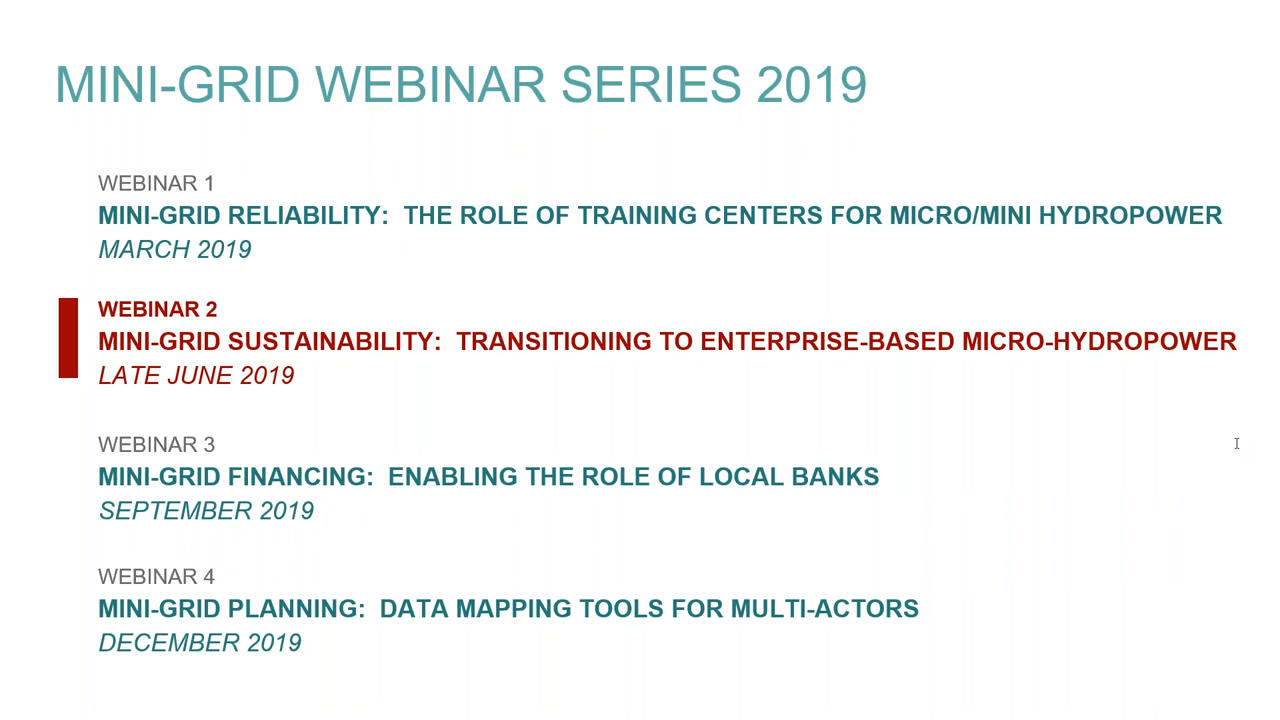 MINI-GRID WEBINAR SERIES 2019
WEBINAR 1
MINI-GRID RELIABILITY: THE ROLE OF TRAINING CENTERS FOR MICRO/MINI HYDROPOWER
MARCH 2019
WEBINAR 2
MINI-GRID SUSTAINABILITY: TRANSITIONING TO ENTERPRISE-BASED MICRO-HYDROPOWER
LATE JUNE 2019
WEBINAR 3
MINI-GRID FINANCING: ENABLING THE ROLE OF LOCAL BANKS
SEPTEMBER 2019
WEBINAR 4
MINI-GRID PLANNING: DATA MAPPING TOOLS FOR MULTI-ACTORS
DECEMBER 2019